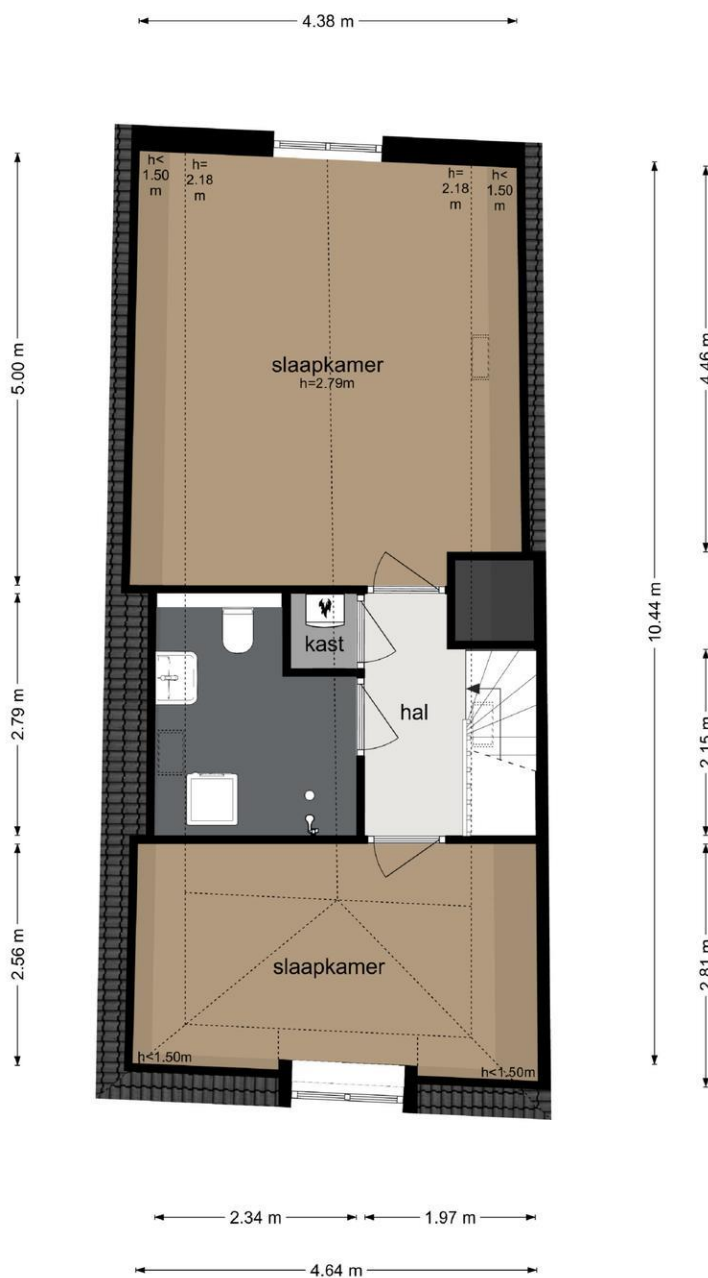 4.38 m
h<
1.50
m
h=
2.18
m
h=
2.18
m
h<
1.50
m
5.00 m
4.46 m
slaapkamer
h=2.79m
10.44 m
kast
hal
2.79 m
2.15 m
slaapkamer
2.56 m
2.81 m
h<1.50m
h<1.50m
2.34 m
1.97 m
4.64 m